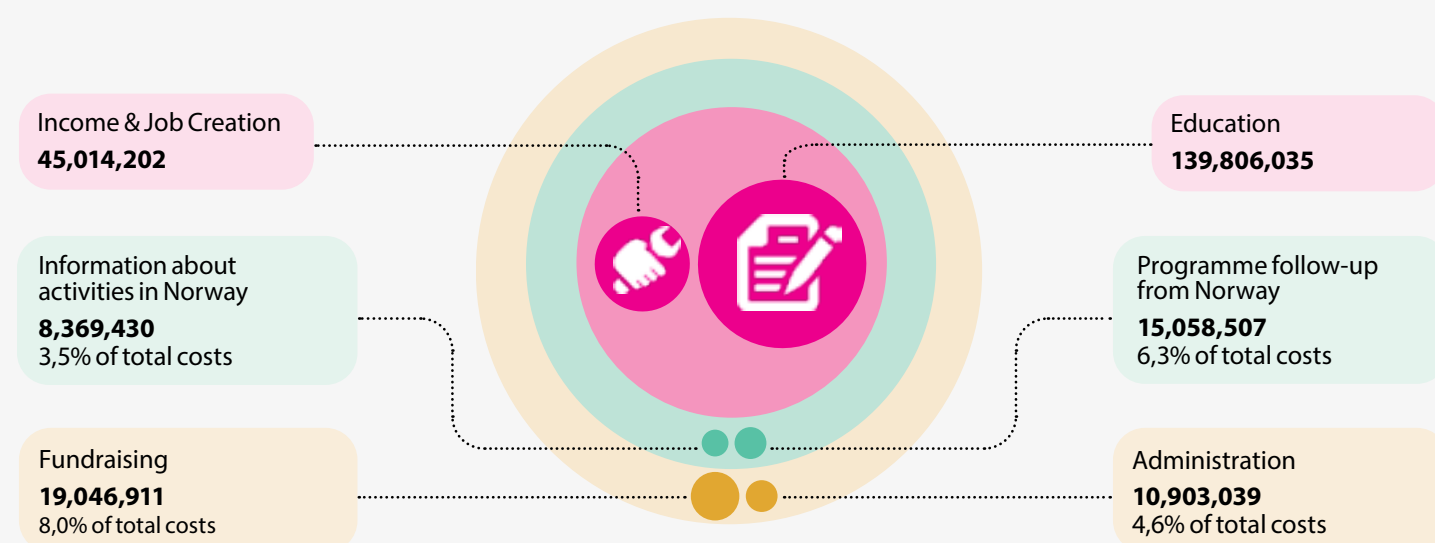 Income & Job Creation
45,014,202
Education
139,806,035
Information about
activities in Norway
8,369,430
3,5% of total costs
Programme follow-up
from Norway
15,058,507
6,3% of total costs
Fundraising
19,046,911
8,0% of total costs
Administration
10,903,039
4,6% of total costs